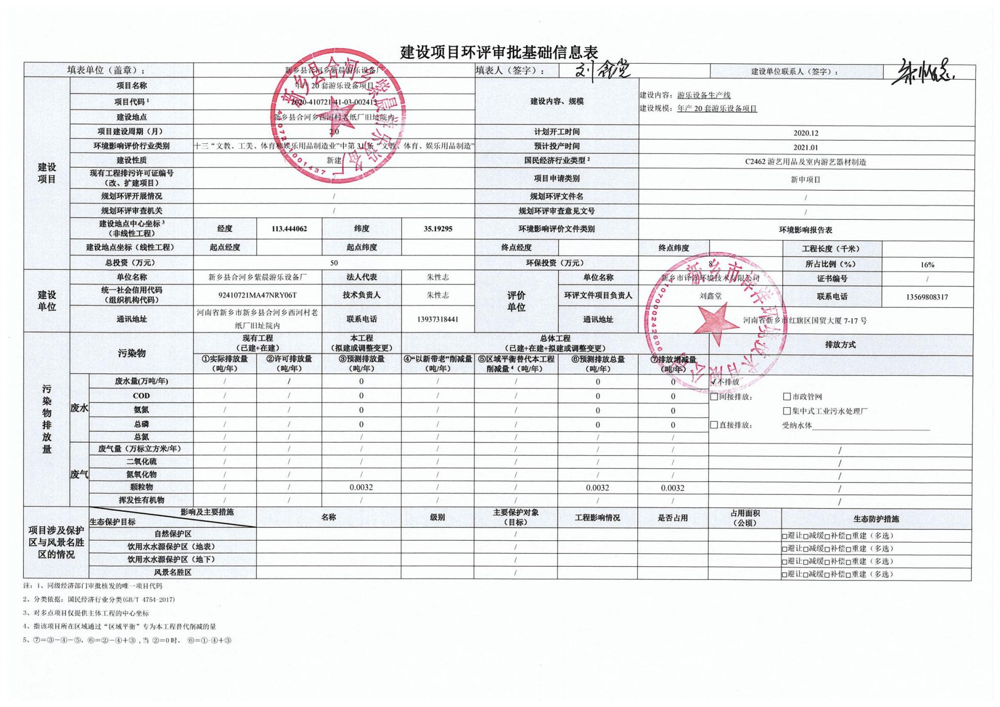 建设项目环评审批基础信息表
填表单位（盖章）： 新乡县合河乡紫晨游乐设备厂 填表人（签字）： 刘鑫堂 建设单位联系人（签字）：
建设项目
项目名称 年产 20 套游乐设备项目 建设内容、规模 建设内容：游乐设备生产线
建设规模：年产 20 套游乐设备项目
项目代码 1 2020-410721-41-03-002413
建设地点 新乡县合河乡西河村老纸厂旧址院内
项目建设周期（月） 2.0 计划开工时间 2020.12
环境影响评价行业类别 十三“文教、工美、体育和娱乐用品制造业”中第 31 条“文教、体育、娱乐用品制造” 预计投产时间 2021.01
建设性质 新建 国民经济行业类型 2 C2462 游艺用品及室内游艺器材制造
现有工程排污许可证编号（改、扩建项目） / 项目申请类别 新申项目
规划环评开展情况 / 规划环评文件名 /
规划环评审查机关 / 规划环评审查意见文号 /
建设地点中心坐标 3（非线性工程） 经度 113.444062 纬度 35.19295 环境影响评价文件类别 环境影响报告表
建设地点坐标（线性工程） 起点经度 起点纬度 终点经度 终点纬度 工程长度（千米）
总投资（万元） 50 环保投资（万元） 8 所占比例（%） 16%
建设单位
单位名称 新乡县合河乡紫晨游乐设备厂 法人代表 朱性志 评价单位 单位名称 新乡市译洋环境技术有限公司 证书编号 /
统一社会信用代码（组织机构代码） 92410721MA47NRY06T 技术负责人 朱性志 环评文件项目负责人 刘鑫堂 联系电话 13569808317
通讯地址 河南省新乡市新乡县合河乡西河村老纸厂旧址院内 联系电话 13937318441 通讯地址 河南省新乡市红旗区国贸大厦 7-17 号
污染物排放量
污染物 现有工程（已建+在建） 本工程（拟建或调整变更） 总体工程（已建+在建+拟建或调整变更） 排放方式
①实际排放量（吨/年） ②许可排放量（吨/年） ③预测排放量（吨/年） ④“以新带老”削减量（吨/年） ⑤区域平衡替代本工程削减量 4（吨/年） ⑥预测排放总量（吨/年） ⑦排放增减量（吨/年）
废水
废水量(万吨/年) / / 0 / / 0 0 √不排放
COD / / 0 / / 0 0 □间接排放： □市政管网
氨氮 / / 0 / / 0 0 □集中式工业污水处理厂
总磷 / / 0 / / 0 0 □直接排放： 受纳水体
总氮 / / / / / / /
废气
废气量（万标立方米/年） / / / / / / / /
二氧化硫 / / / / / / / /
氮氧化物 / / / / / / / /
颗粒物 / / 0.0032 / / 0.0032 0.0032 /
挥发性有机物 / / / / / / / /
项目涉及保护区与风景名胜区的情况
影响及主要措施 生态保护目标 名称 级别 主要保护对象（目标） 工程影响情况 是否占用 占用面积（公顷） 生态防护措施
自然保护区 / □避让□减缓□补偿□重建（多选）
饮用水水源保护区（地表） / □避让□减缓□补偿□重建（多选）
饮用水水源保护区（地下） / □避让□减缓□补偿□重建（多选）
风景名胜区 / □避让□减缓□补偿□重建（多选）
注：1、同级经济部门审批核发的唯一项目代码
2、分类依据：国民经济行业分类(GB/T 4754-2017)
3、对多点项目仅提供主体工程的中心坐标
4、指该项目所在区域通过“区域平衡”专为本工程替代削减的量
5、⑦=③-④-⑤，⑥=②-④+③ ,当 ②=0 时， ⑥=①-④+③
新乡县合河乡紫晨游乐设备厂
新乡市译洋环境技术有限公司
4107000242696